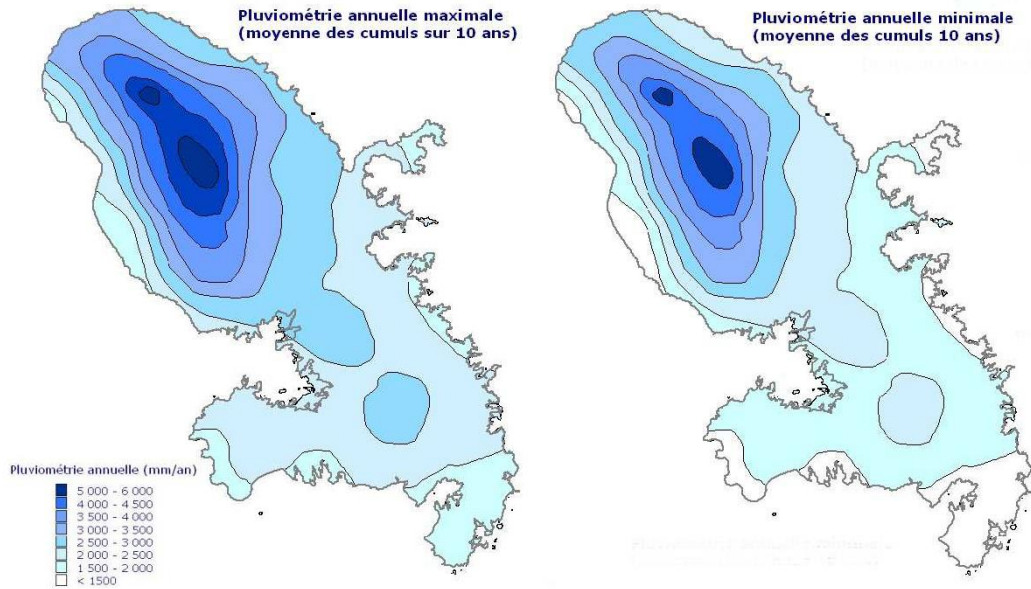 Pluviométrie annuelle maximale
(moyenne des cumuls sur 10 ans)
Pluviométrie annuelle minimale
(moyenne des cumuls 10 ans)
Pluviométrie annuelle (mm/an)
5 000 - 6 000
4 000 - 4 500
3 500 - 4 000
3 000 - 3 500
2 500 - 3 000
2 000 - 2 500
1 500 - 2 000
< 1500